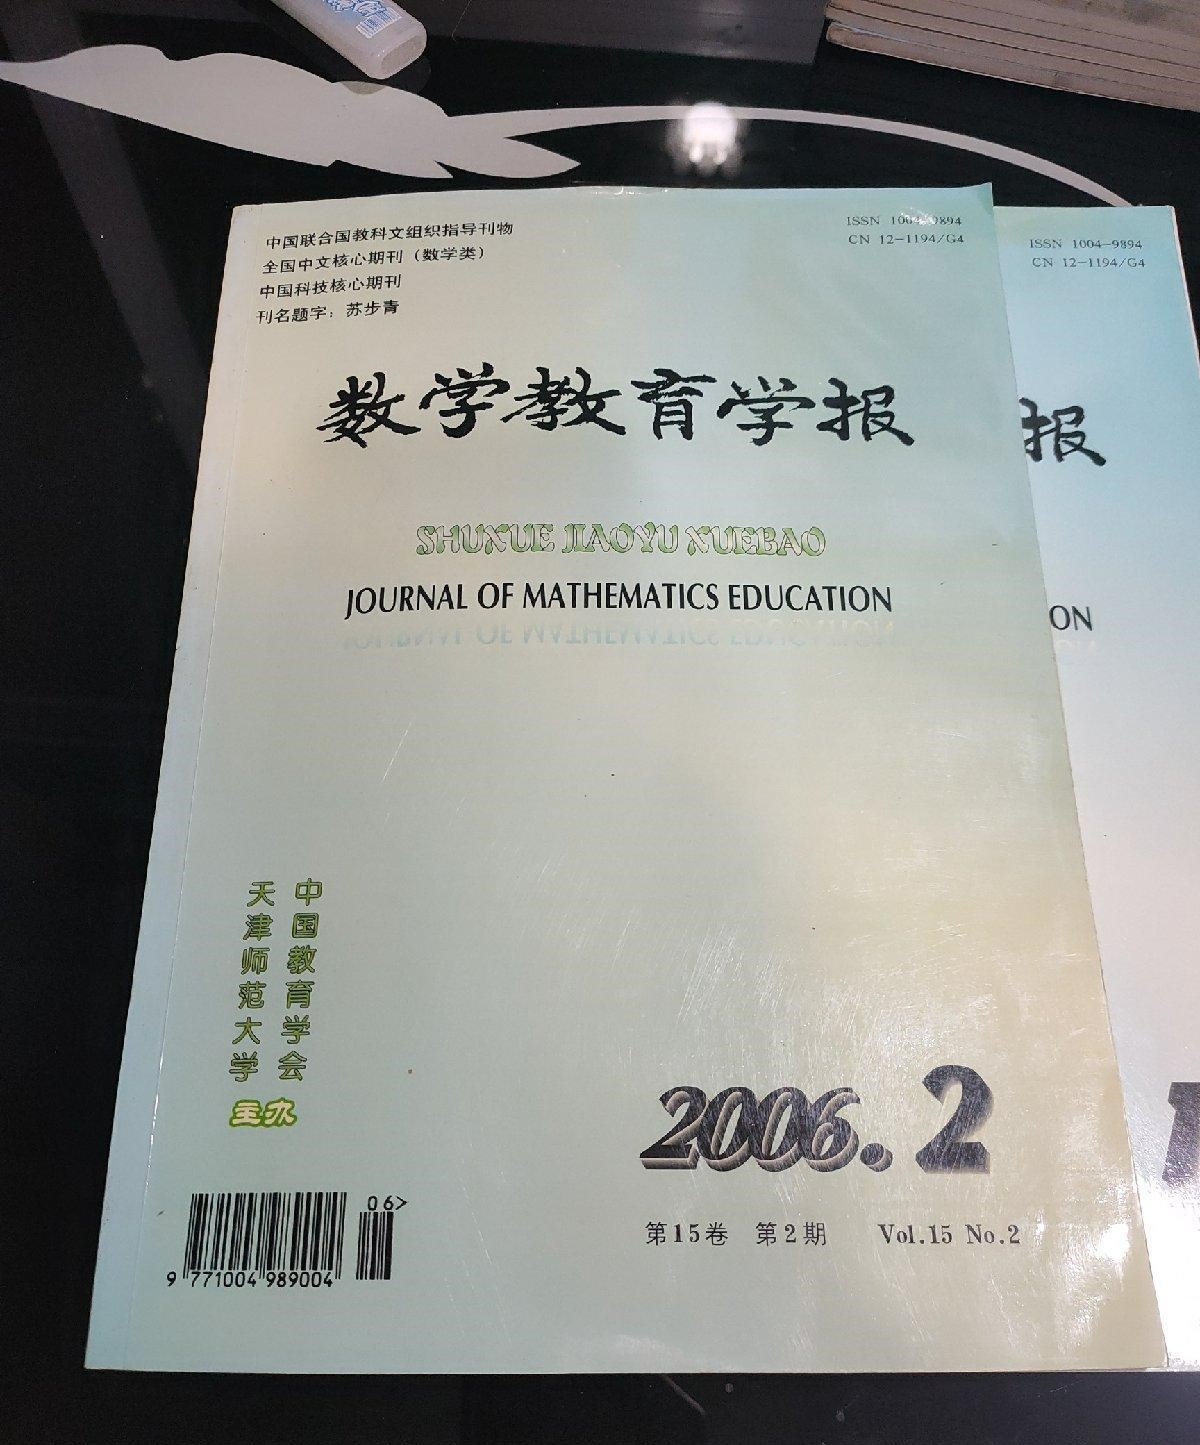 中国联合国教科文组织指导刊物
全国中文核心期刊（数学类）
中国科技核心期刊
刊名题字：苏步青
ISSN 1004-9894
CN 12-1194/G4
数学教育学报
SHUXUE JIAOYU XUEBAO
JOURNAL OF MATHEMATICS EDUCATION
中国教育学会
天津师范大学
主办
2006.2
第15卷 第2期 Vol.15 No.2
06>
9 771004 989004
ISSN 1004-9894
CN 12-1194/G4
报
ON